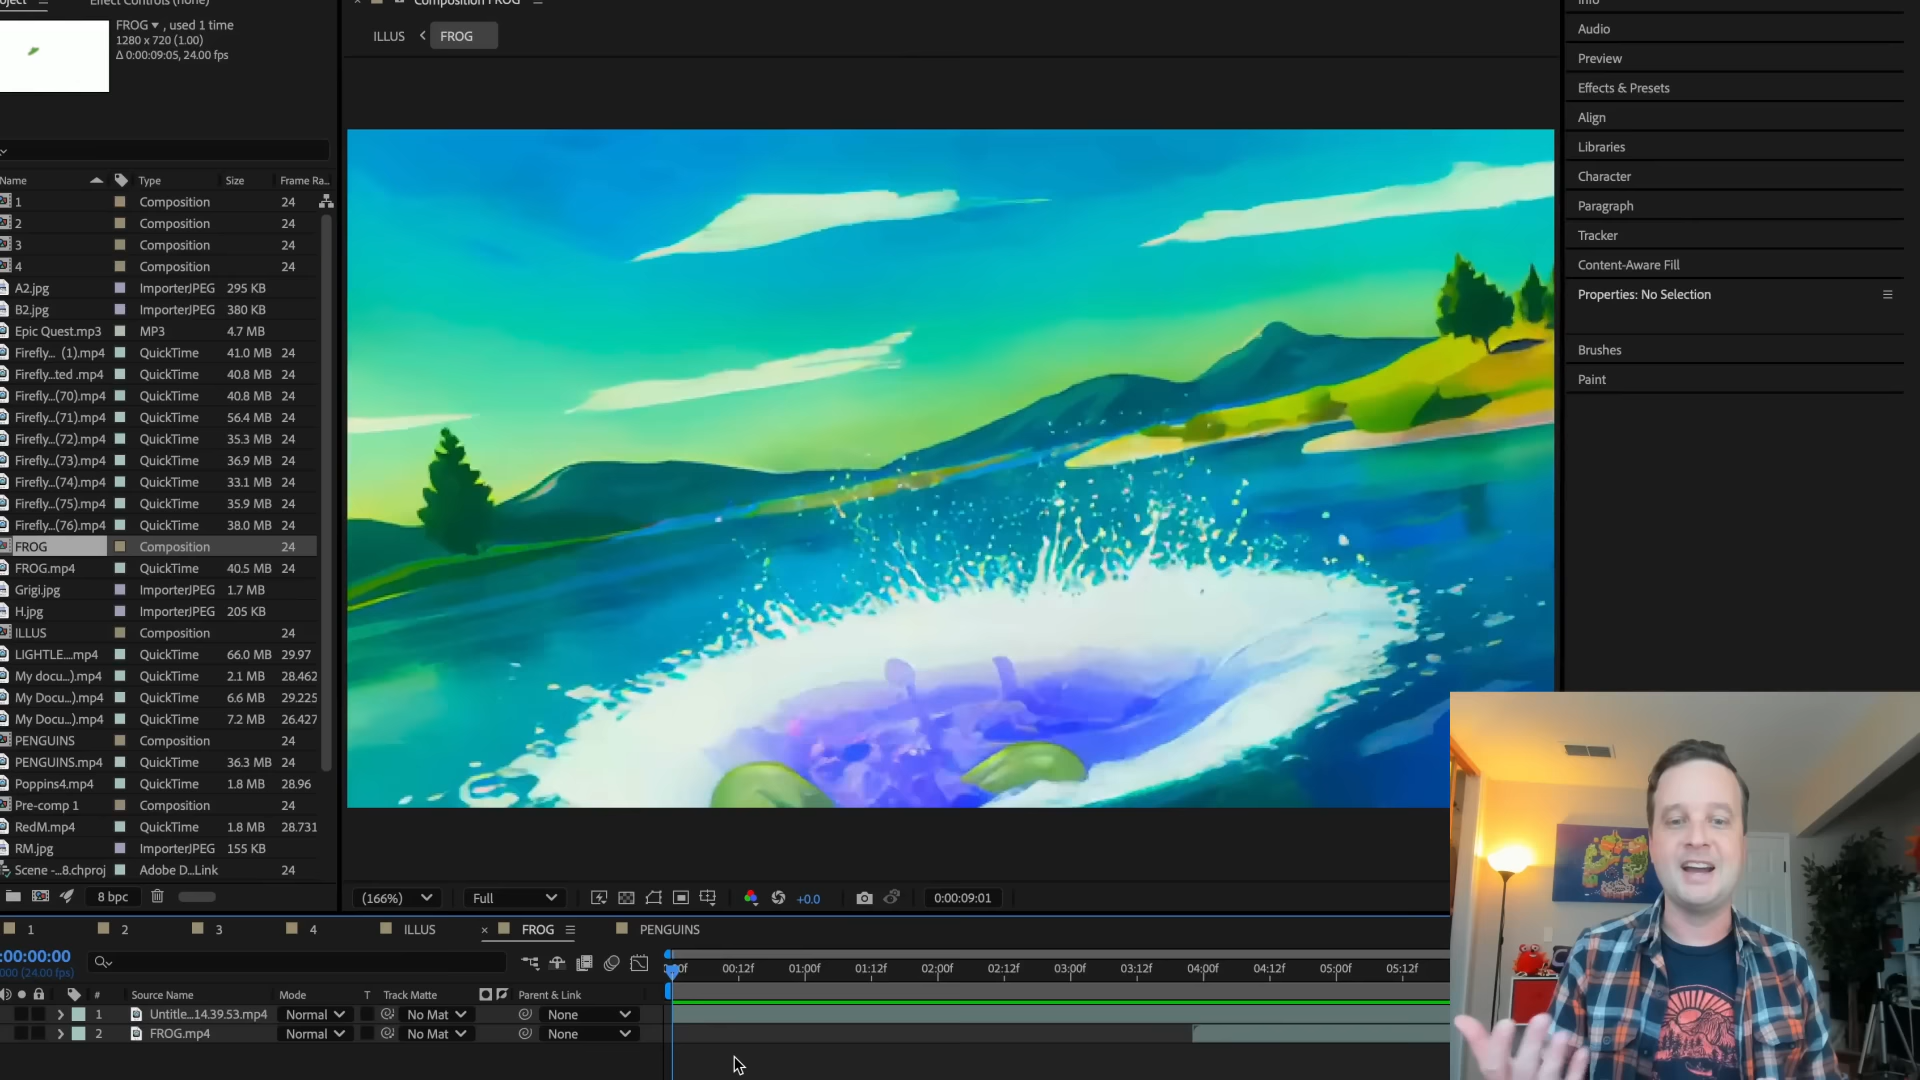 oject
Effect Controls (none)
FROG , used 1 time
1280 x 720 (1.00)
Δ 0:00:09:05, 24.00 fps
Name Type Size Frame Ra..
1 Composition 24
2 Composition 24
3 Composition 24
4 Composition 24
A2.jpg ImporterJPEG 295 KB
B2.jpg ImporterJPEG 380 KB
Epic Quest.mp3 MP3 4.7 MB
Firefly... (1).mp4 QuickTime 41.0 MB 24
Firefly...ted .mp4 QuickTime 40.8 MB 24
Firefly...(70).mp4 QuickTime 40.8 MB 24
Firefly...(71).mp4 QuickTime 56.4 MB 24
Firefly...(72).mp4 QuickTime 35.3 MB 24
Firefly...(73).mp4 QuickTime 36.9 MB 24
Firefly...(74).mp4 QuickTime 33.1 MB 24
Firefly...(75).mp4 QuickTime 35.9 MB 24
Firefly...(76).mp4 QuickTime 38.0 MB 24
FROG Composition 24
FROG.mp4 QuickTime 40.5 MB 24
Grigi.jpg ImporterJPEG 1.7 MB
H.jpg ImporterJPEG 205 KB
ILLUS Composition 24
LIGHTLE....mp4 QuickTime 66.0 MB 29.97
My docu...).mp4 QuickTime 2.1 MB 28.462
My Docu...).mp4 QuickTime 6.6 MB 29.225
My Docu...).mp4 QuickTime 7.2 MB 26.427
PENGUINS Composition 24
PENGUINS.mp4 QuickTime 36.3 MB 24
Poppins4.mp4 QuickTime 1.8 MB 28.96
Pre-comp 1 Composition 24
RedM.mp4 QuickTime 1.8 MB 28.731
RM.jpg ImporterJPEG 155 KB
Scene -...8.chproj Adobe D...Link 24
8 bpc
Composition FROG
ILLUS < FROG
(166%) Full +0.0 0:00:09:01
Info
Audio
Preview
Effects & Presets
Align
Libraries
Character
Paragraph
Tracker
Content-Aware Fill
Properties: No Selection
Brushes
Paint
1 2 3 4 ILLUS × FROG PENGUINS
:00:00:00
000 (24.00 fps)
00f 00:12f 01:00f 01:12f 02:00f 02:12f 03:00f 03:12f 04:00f 04:12f 05:00f 05:12f
# Source Name Mode T Track Matte Parent & Link
1 Untitle...14.39.53.mp4 Normal No Mat None
2 FROG.mp4 Normal No Mat None